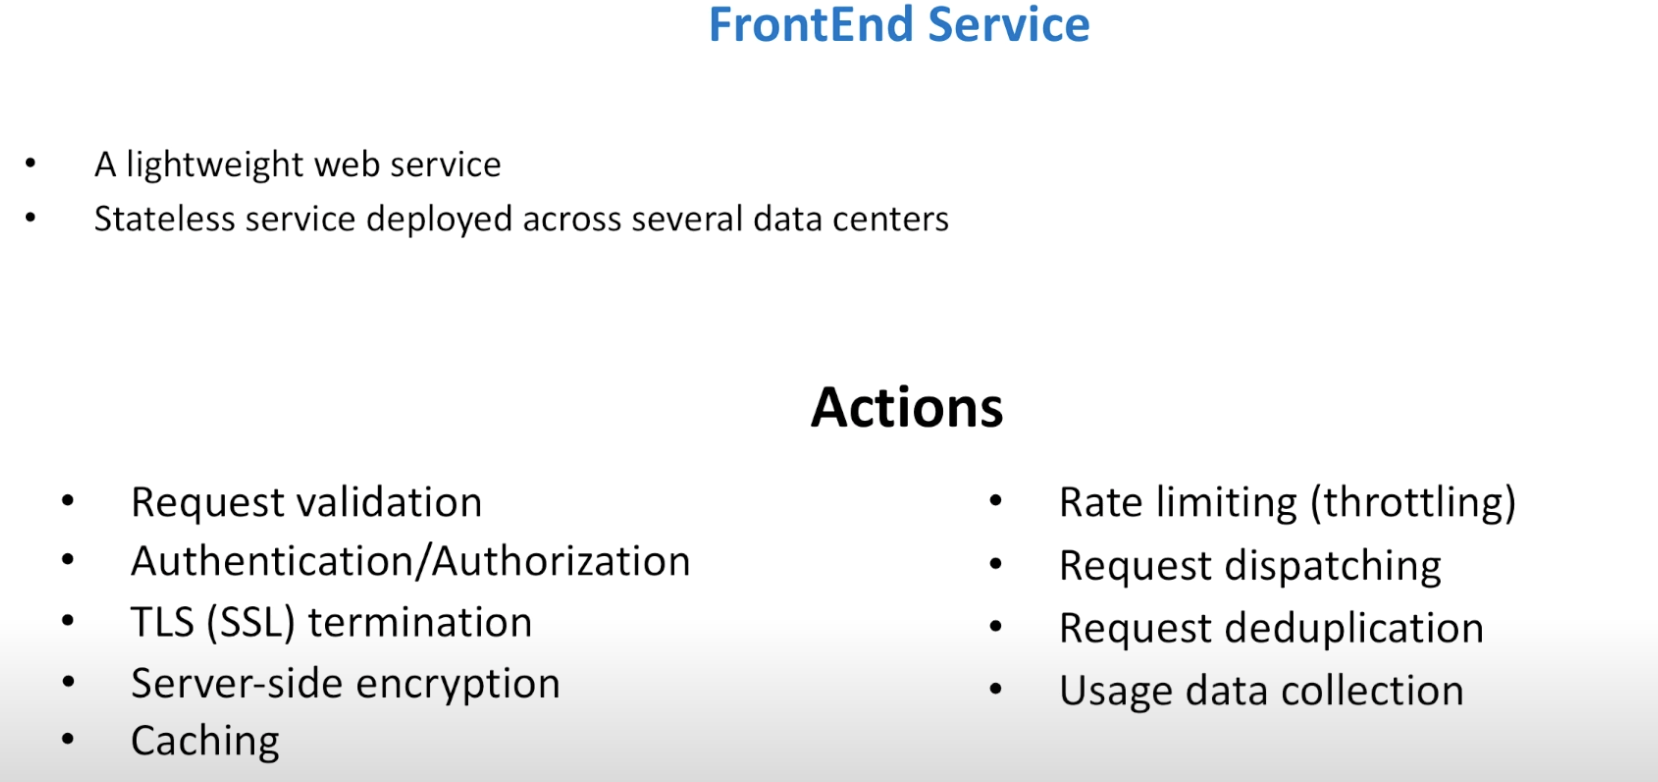 FrontEnd Service
• A lightweight web service
• Stateless service deployed across several data centers
Actions
• Request validation
• Authentication/Authorization
• TLS (SSL) termination
• Server-side encryption
• Caching
• Rate limiting (throttling)
• Request dispatching
• Request deduplication
• Usage data collection